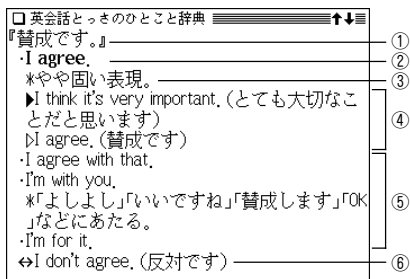 英会話とっさのひとこと辞典
『賛成です。』 ①
·I agree. ②
*やや固い表現。 ③
▶I think it's very important.(とても大切なこ
とだと思います) ④
▷I agree.(賛成です)
·I agree with that.
·I'm with you.
*「よしよし」「いいですね」「賛成します」「OK ⑤
」などにあたる。
·I'm for it.
⇔I don't agree.(反対です) ⑥